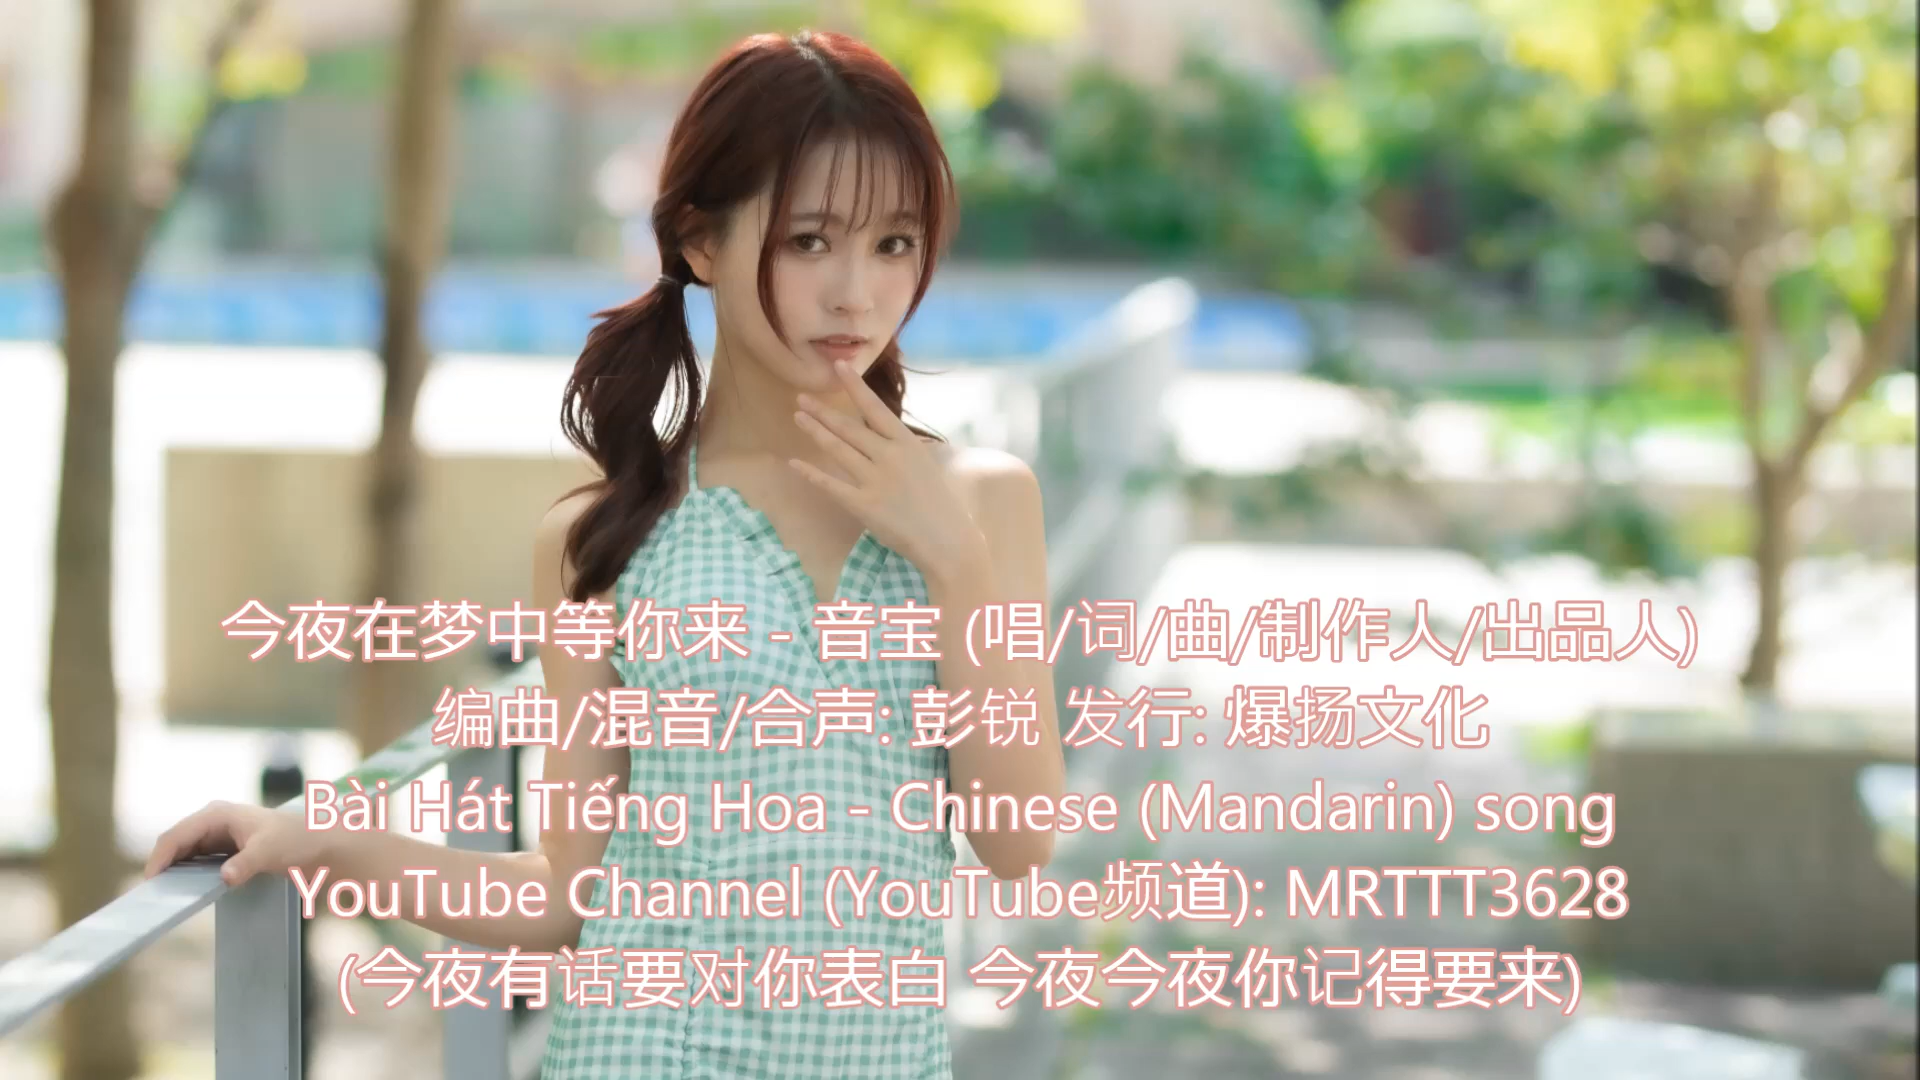 今夜在梦中等你来 - 音宝 (唱/词/曲/制作人/出品人)
编曲/混音/合声: 彭锐 发行: 爆扬文化
Bài Hát Tiếng Hoa - Chinese (Mandarin) song
YouTube Channel (YouTube频道): MRTTT3628
(今夜有话要对你表白 今夜今夜你记得要来)